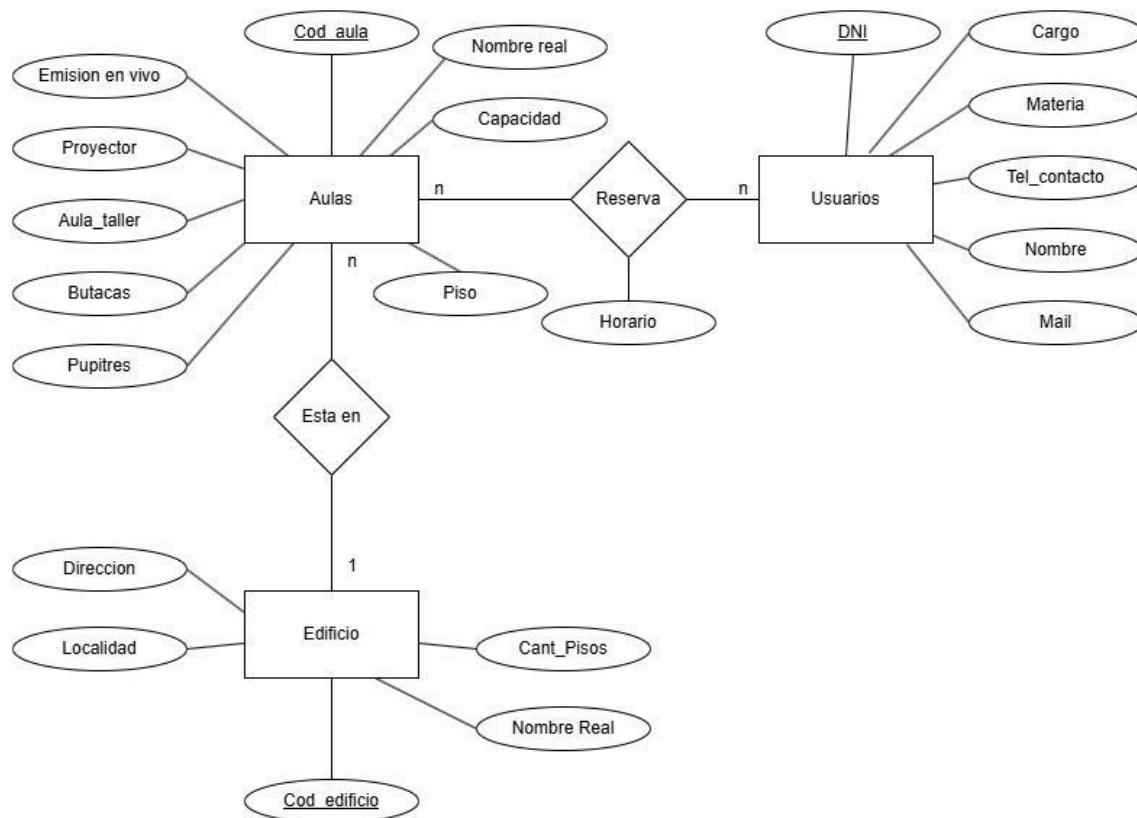 Cod_aula
Nombre real
DNI
Cargo
Emision en vivo
Materia
Capacidad
Proyector
Tel_contacto
Aulas
n
Reserva
n
Usuarios
Aula_taller
Nombre
n
Butacas
Piso
Horario
Mail
Pupitres
Esta en
1
Direccion
Edificio
Localidad
Cant_Pisos
Nombre Real
Cod_edificio